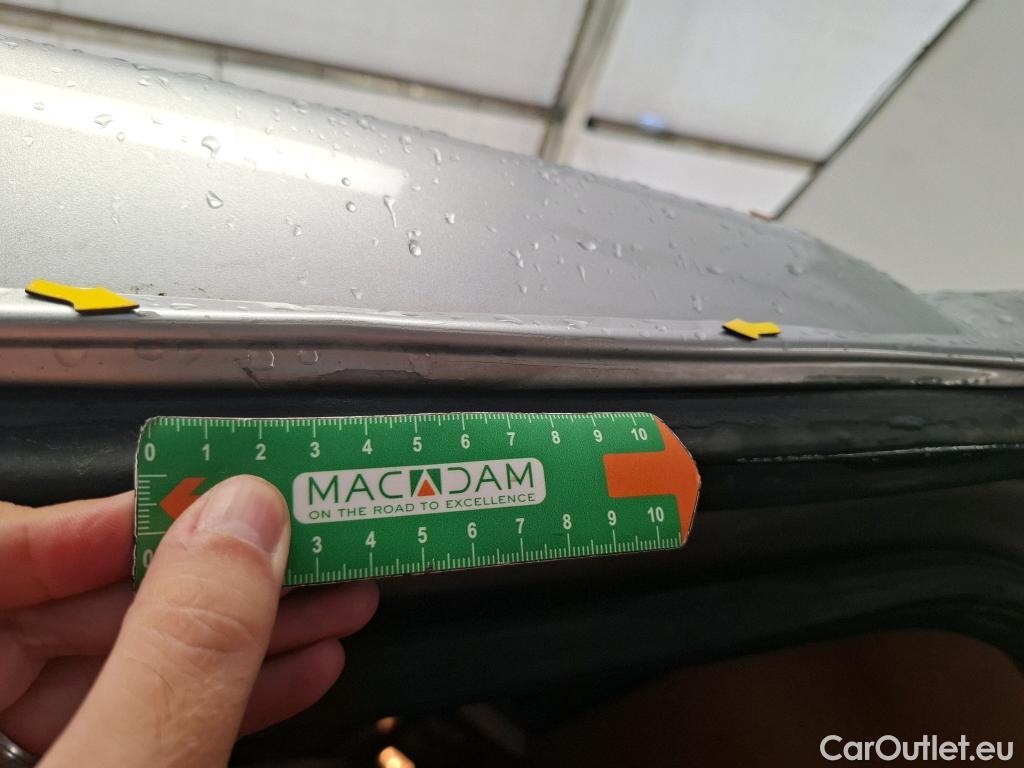 0 1 2 3 4 5 6 7 8 9 10
MACADAM
ON THE ROAD TO EXCELLENCE
0 3 4 5 6 7 8 9 10
CarOutlet.eu